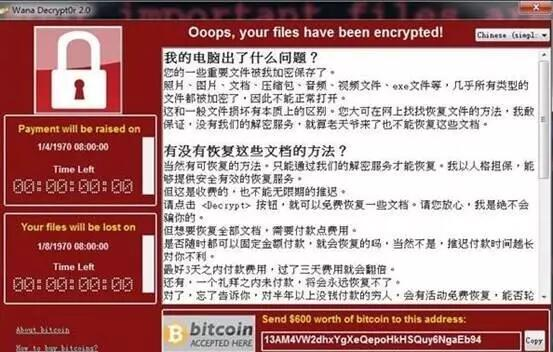 Wana Decrypt0r 2.0
Ooops, your files have been encrypted!
Chinese (simpl:
Payment will be raised on
1/4/1970 08:00:00
Time Left
00:00:00:00
Your files will be lost on
1/8/1970 08:00:00
Time Left
00:00:00:00
About bitcoin
How to buy bitcoins?
我的电脑出了什么问题？
您的一些重要文件被我加密保存了。
照片、图片、文档、压缩包、音频、视频文件、exe文件等，几乎所有类型的
文件都被加密了，因此不能正常打开。
这和一般文件损坏有本质上的区别。您大可在网上找找恢复文件的方法，我敢
保证，没有我们的解密服务，就算老天爷来了也不能恢复这些文档。
有没有恢复这些文档的方法？
当然有可恢复的方法。只能通过我们的解密服务才能恢复。我以人格担保，能
够提供安全有效的恢复服务。
但这是收费的，也不能无限期的推迟。
请点击 <Decrypt> 按钮，就可以免费恢复一些文档。请您放心，我是绝不会
骗你的。
但想要恢复全部文档，需要付款点费用。
是否随时都可以固定金额付款，就会恢复的吗，当然不是，推迟付款时间越长
对你不利。
最好3天之内付款费用，过了三天费用就会翻倍。
还有，一个礼拜之内未付款，将会永远恢复不了。
对了，忘了告诉你，对半年以上没钱付款的穷人，会有活动免费恢复，能否轮
bitcoin
ACCEPTED HERE
Send $600 worth of bitcoin to this address:
13AM4VW2dhxYgXeQepoHkHSQuy6NgaEb94
Copy